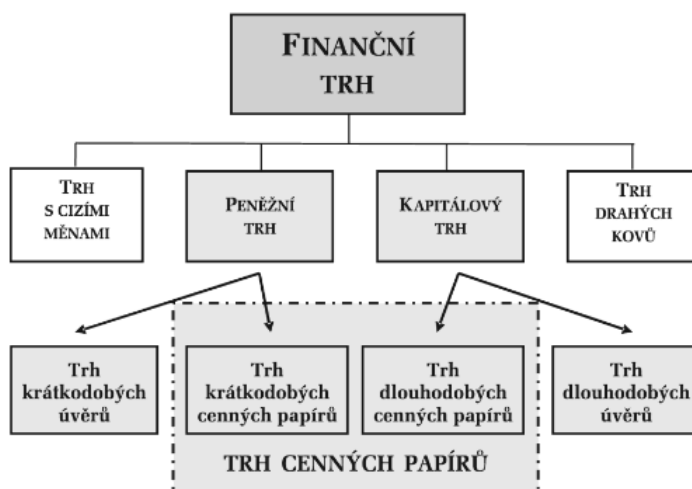 FINANČNÍ
TRH
TRH
S CIZÍMI
MĚNAMI
PENĚŽNÍ
TRH
KAPITÁLOVÝ
TRH
TRH
DRAHÝCH
KOVŮ
Trh
krátkodobých
úvěrů
Trh
krátkodobých
cenných papírů
Trh
dlouhodobých
cenných papírů
Trh
dlouhodobých
úvěrů
TRH CENNÝCH PAPÍRŮ